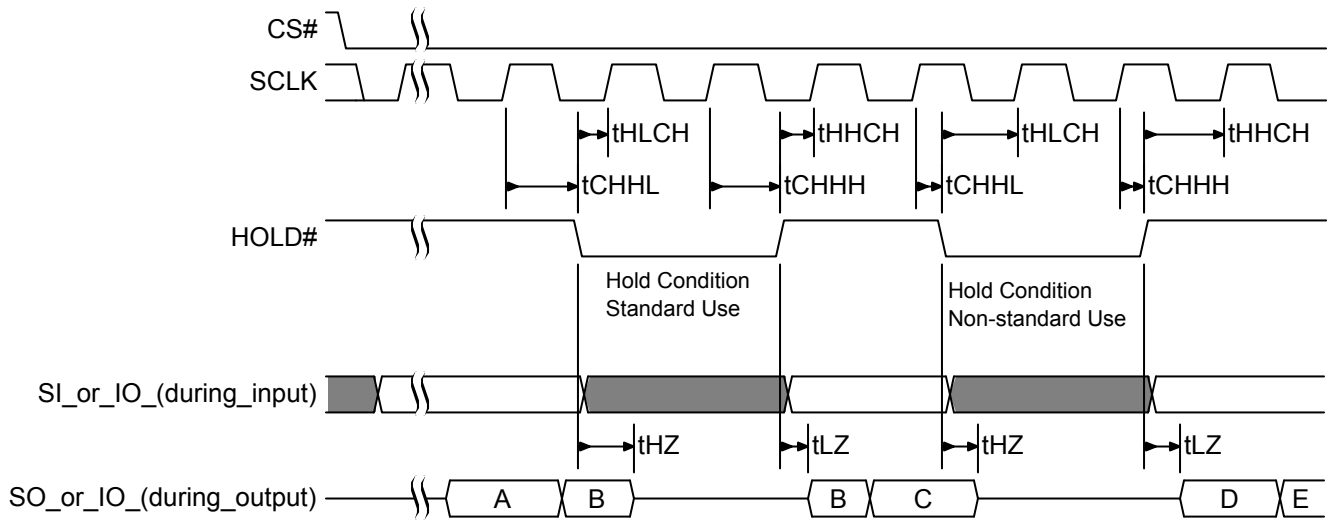 CS#
SCLK
tHLCH tHHCH tHLCH tHHCH
tCHHL tCHHH tCHHL tCHHH
HOLD#
Hold Condition
Standard Use
Hold Condition
Non-standard Use
SI_or_IO_(during_input)
tHZ tLZ tHZ tLZ
SO_or_IO_(during_output) A B B C D E